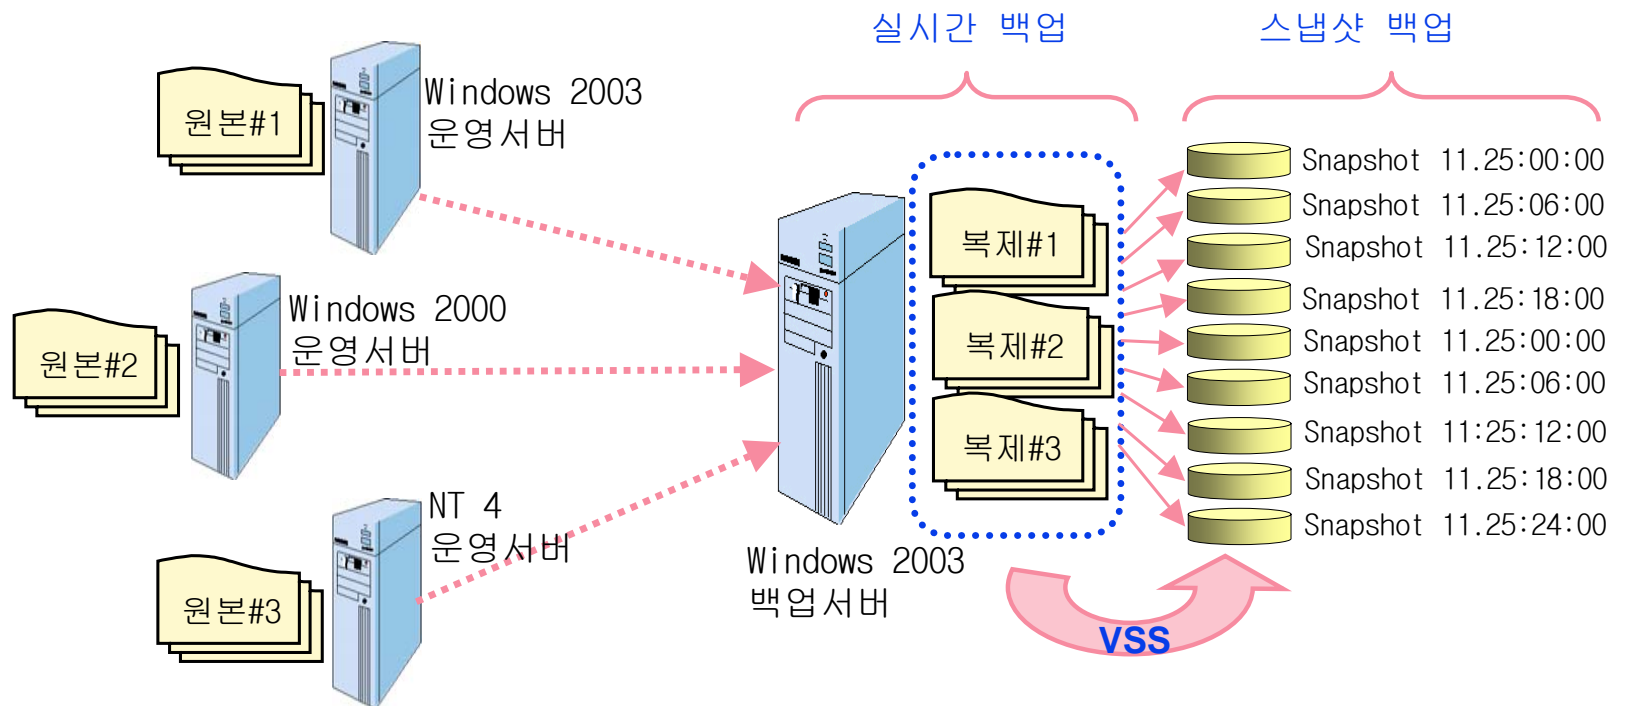 실시간 백업
스냅샷 백업
Windows 2003
운영서버
원본#1
Windows 2000
운영서버
원본#2
NT 4
운영서버
원본#3
Windows 2003
백업서버
복제#1
복제#2
복제#3
Snapshot 11.25:00:00
Snapshot 11.25:06:00
Snapshot 11.25:12:00
Snapshot 11.25:18:00
Snapshot 11.25:00:00
Snapshot 11.25:06:00
Snapshot 11:25:12:00
Snapshot 11.25:18:00
Snapshot 11.25:24:00
VSS